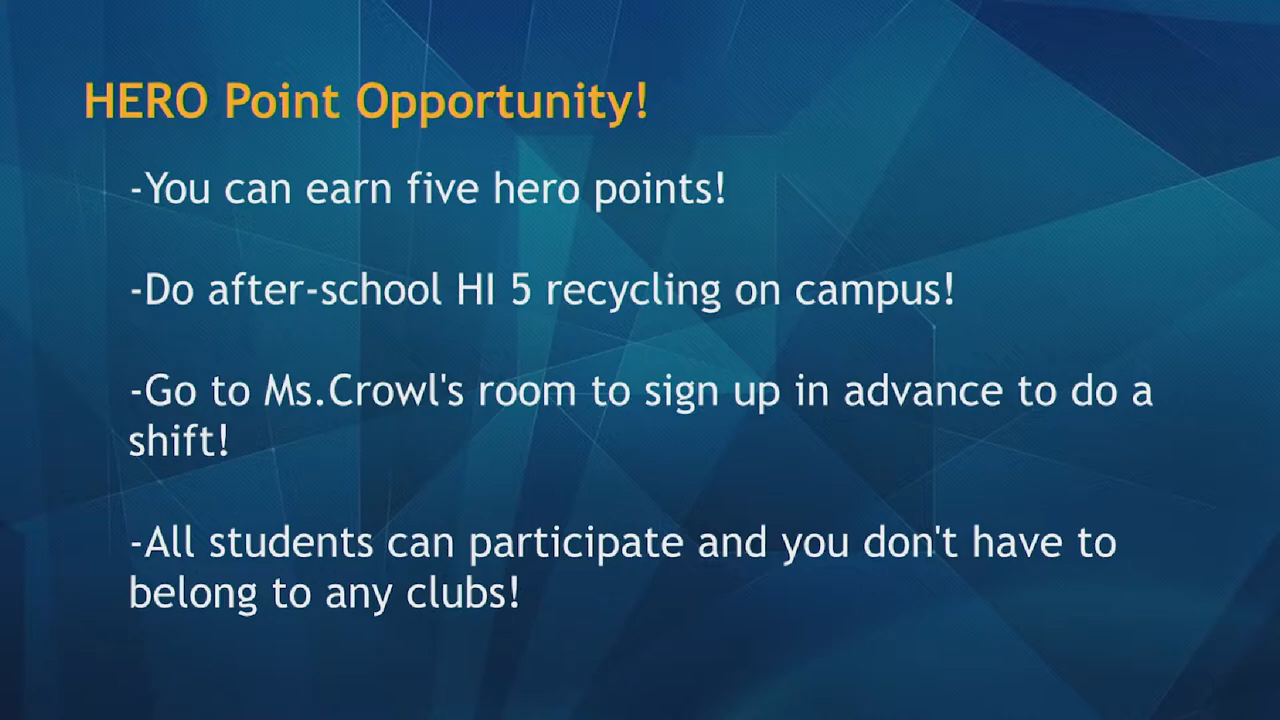 HERO Point Opportunity!
-You can earn five hero points!
-Do after-school HI 5 recycling on campus!
-Go to Ms.Crowl's room to sign up in advance to do a
shift!
-All students can participate and you don't have to
belong to any clubs!